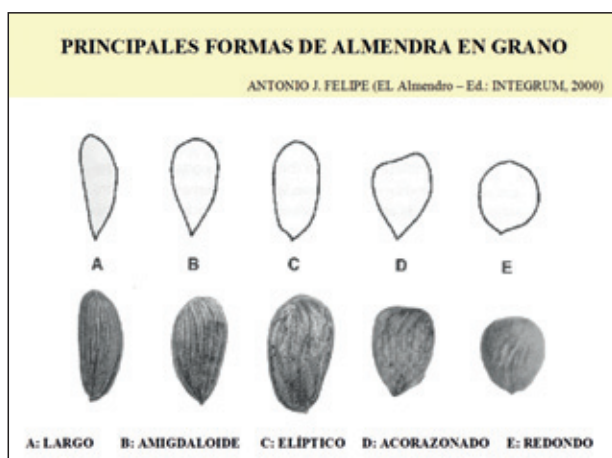 PRINCIPALES FORMAS DE ALMENDRA EN GRANO
ANTONIO J. FELIPE (EL Almendro – Ed.: INTEGRUM, 2000)
A B C D E
A: LARGO B: AMIGDALOIDE C: ELÍPTICO D: ACORAZONADO E: REDONDO